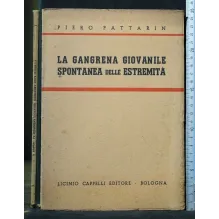 PIERO FATTARIN
LA GANGRENA GIOVANILE
SPONTANEA DELLE ESTREMITÀ
LICINIO CAPPELLI EDITORE - BOLOGNA